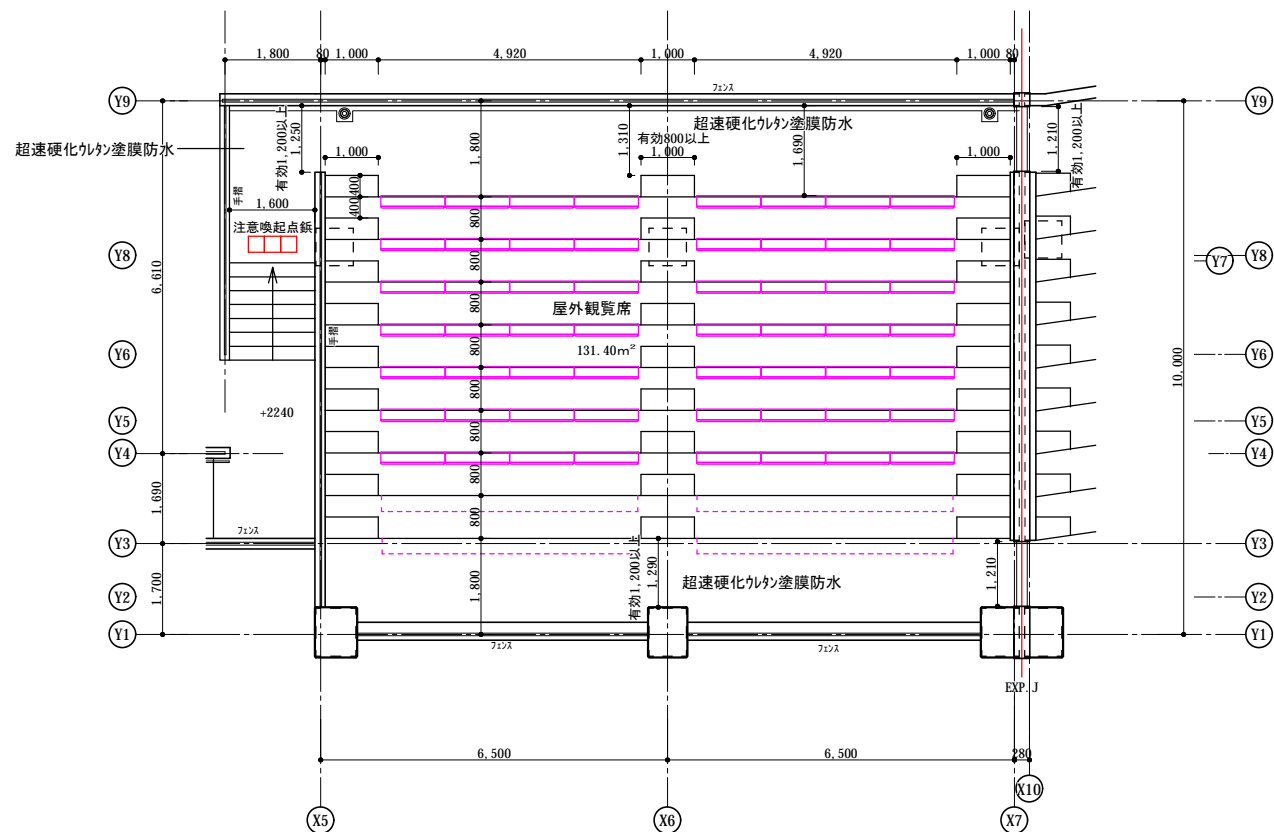 1,800
80
1,000
4,920
1,000
4,920
1,000
80
フェンス
Y9
Y9
超速硬化ウレタン塗膜防水
有効1,200以上
1,250
1,800
1,310
有効800以上
超速硬化ウレタン塗膜防水
1,690
1,210
有効1,200以上
1,000
1,000
1,000
手摺
1,600
400
400
注意喚起点鋲
800
800
800
800
800
800
800
800
Y8
Y8
Y7
6,610
屋外観覧席
131.40m²
手摺
Y6
Y6
10,000
+2240
Y5
Y5
Y4
Y4
1,690
フェンス
Y3
Y3
1,700
1,800
有効1,200以上
1,290
超速硬化ウレタン塗膜防水
1,210
Y2
Y2
Y1
Y1
フェンス
フェンス
EXP.J
6,500
6,500
280
X10
X5
X6
X7